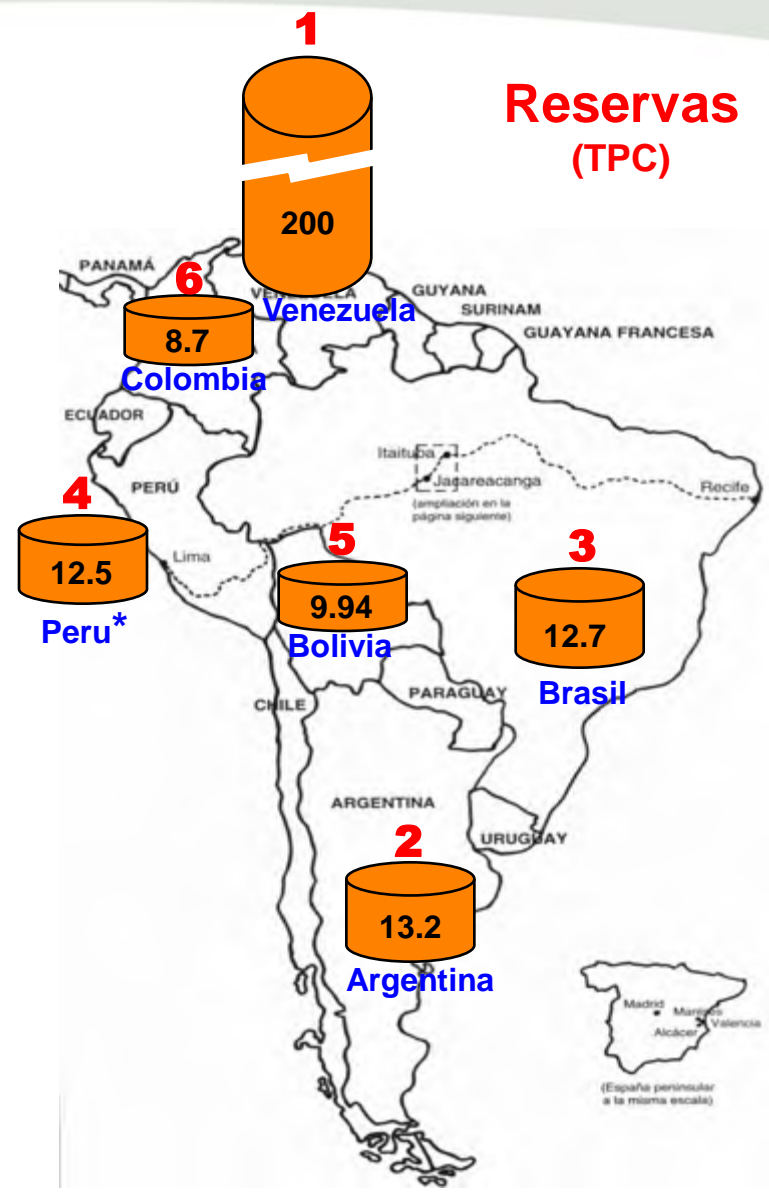 1
Reservas
(TPC)
200
PANAMÁ
6
VENEZUELA
GUYANA
Venezuela
SURINAM
8.7
GUAYANA FRANCESA
Colombia
ECUADOR
Itaituba
PERÚ
Jacareacanga
Recife
4
(ampliación en la
página siguiente)
5
3
12.5
Lima
9.94
12.7
Peru*
Bolivia
Brasil
CHILE
PARAGUAY
ARGENTINA
2
URUGUAY
13.2
Argentina
Madrid
Valencia
Alcácer
(España peninsular
a la misma escala)